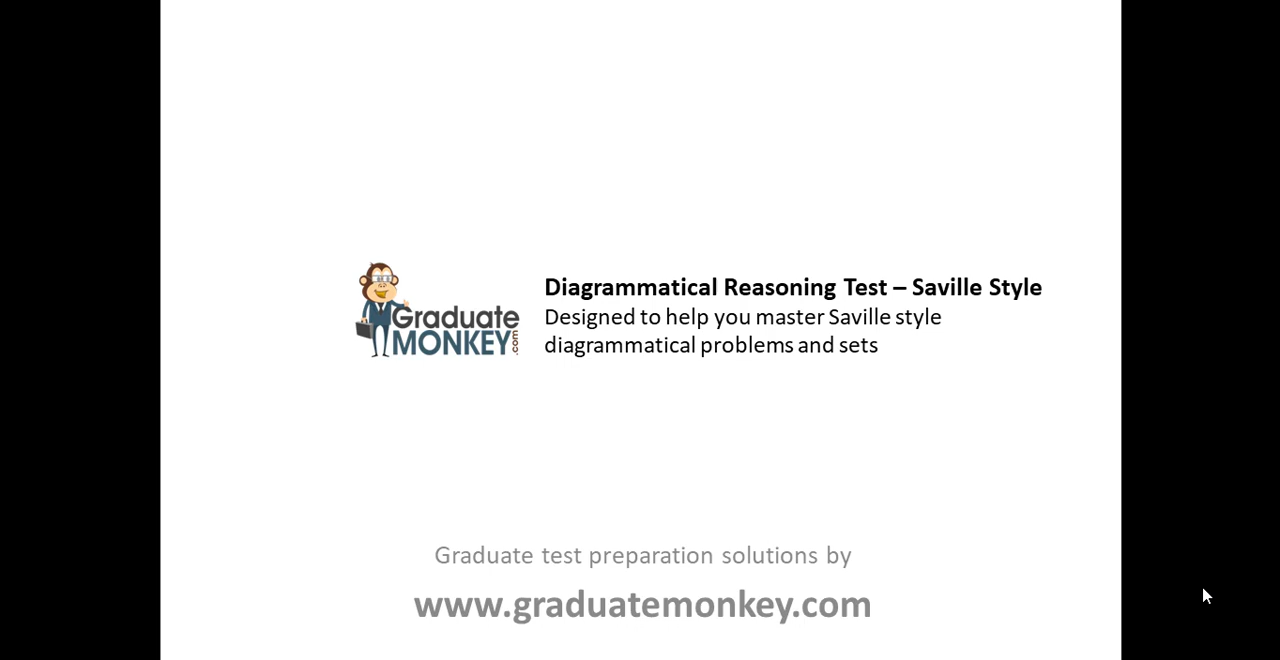 Graduate
MONKEY.com
Diagrammatical Reasoning Test – Saville Style
Designed to help you master Saville style
diagrammatical problems and sets
Graduate test preparation solutions by
www.graduatemonkey.com